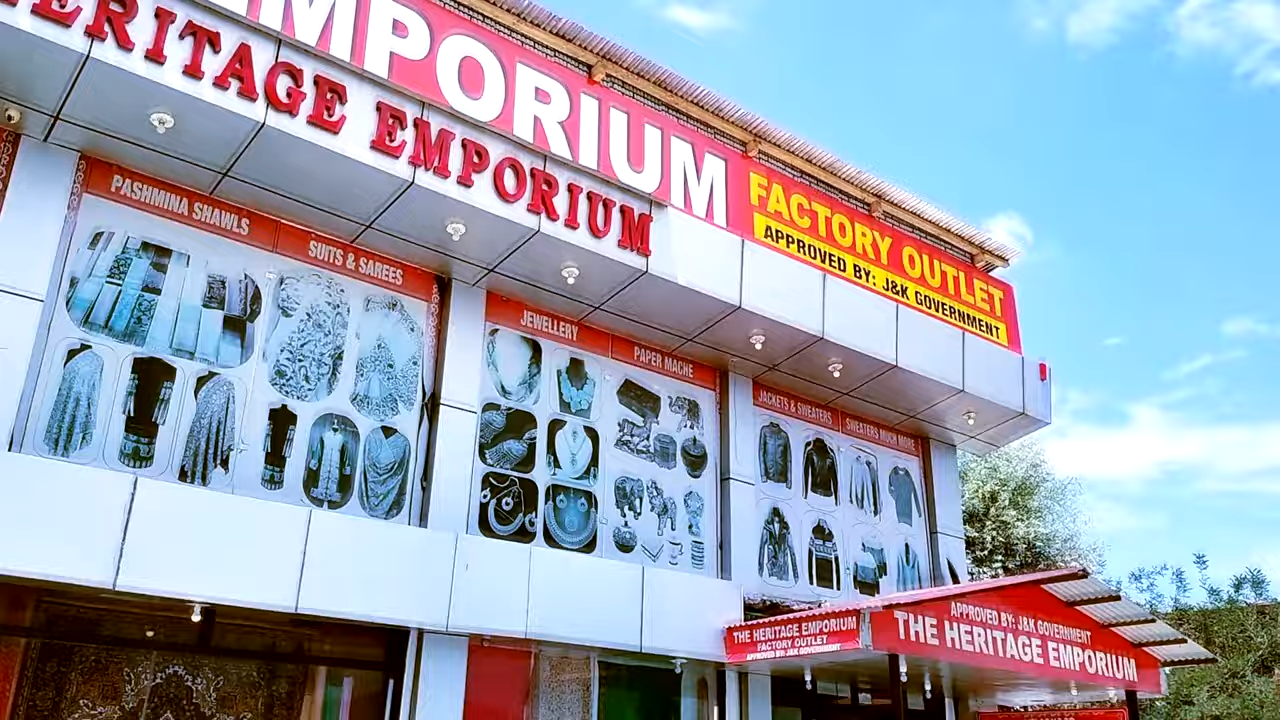 EMPORIUM
HERITAGE EMPORIUM
FACTORY OUTLET
APPROVED BY: J&K GOVERNMENT
PASHMINA SHAWLS
SUITS & SAREES
JEWELLERY
PAPER MACHE
JACKETS & SWEATERS
SWEATERS MUCH MORE
THE HERITAGE EMPORIUM
FACTORY OUTLET
APPROVED BY: J&K GOVERNMENT
APPROVED BY: J&K GOVERNMENT
THE HERITAGE EMPORIUM